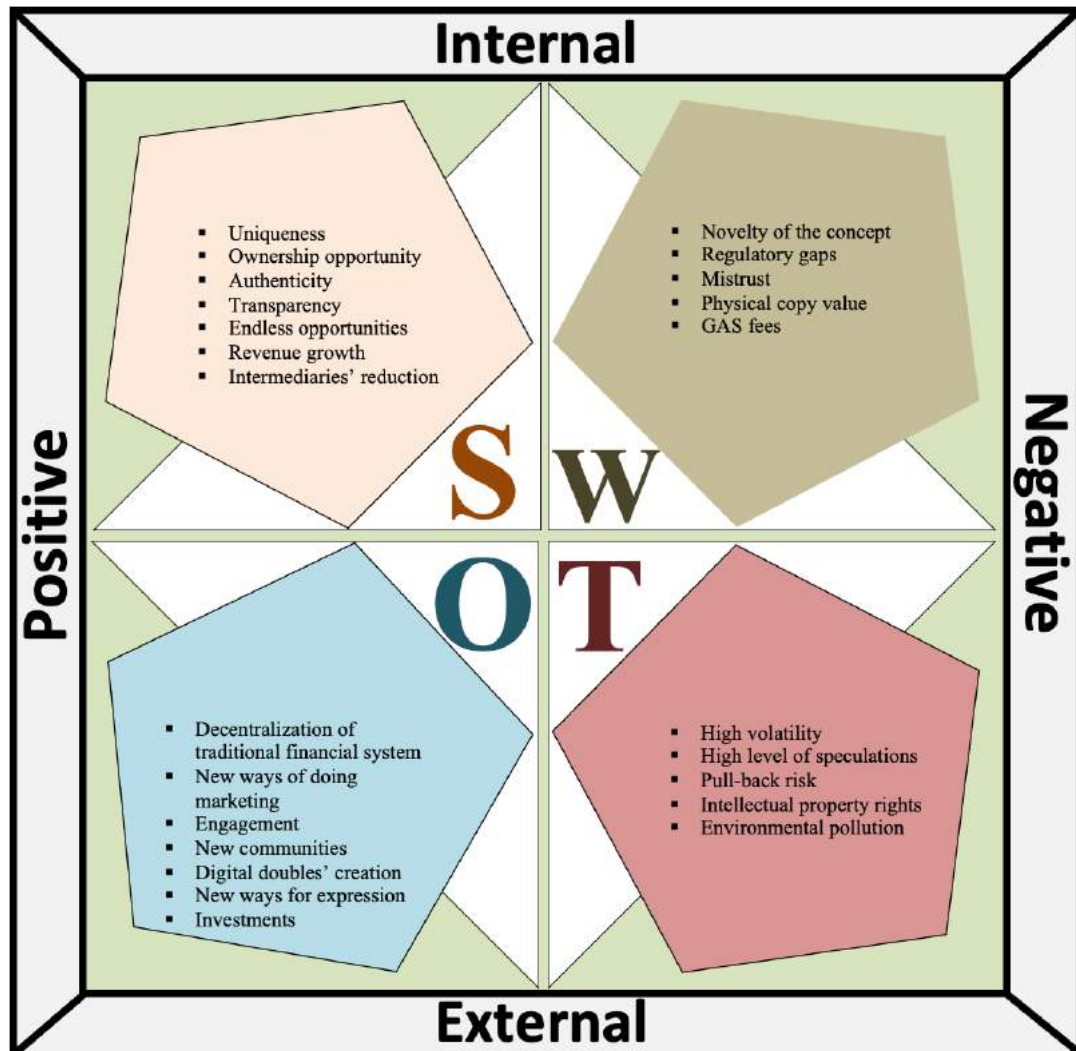 Internal
Positive
Negative
▪ Uniqueness
▪ Ownership opportunity
▪ Authenticity
▪ Transparency
▪ Endless opportunities
▪ Revenue growth
▪ Intermediaries’ reduction
▪ Novelty of the concept
▪ Regulatory gaps
▪ Mistrust
▪ Physical copy value
▪ GAS fees
S W
O T
▪ Decentralization of
traditional financial system
▪ New ways of doing
marketing
▪ Engagement
▪ New communities
▪ Digital doubles’ creation
▪ New ways for expression
▪ Investments
▪ High volatility
▪ High level of speculations
▪ Pull-back risk
▪ Intellectual property rights
▪ Environmental pollution
External